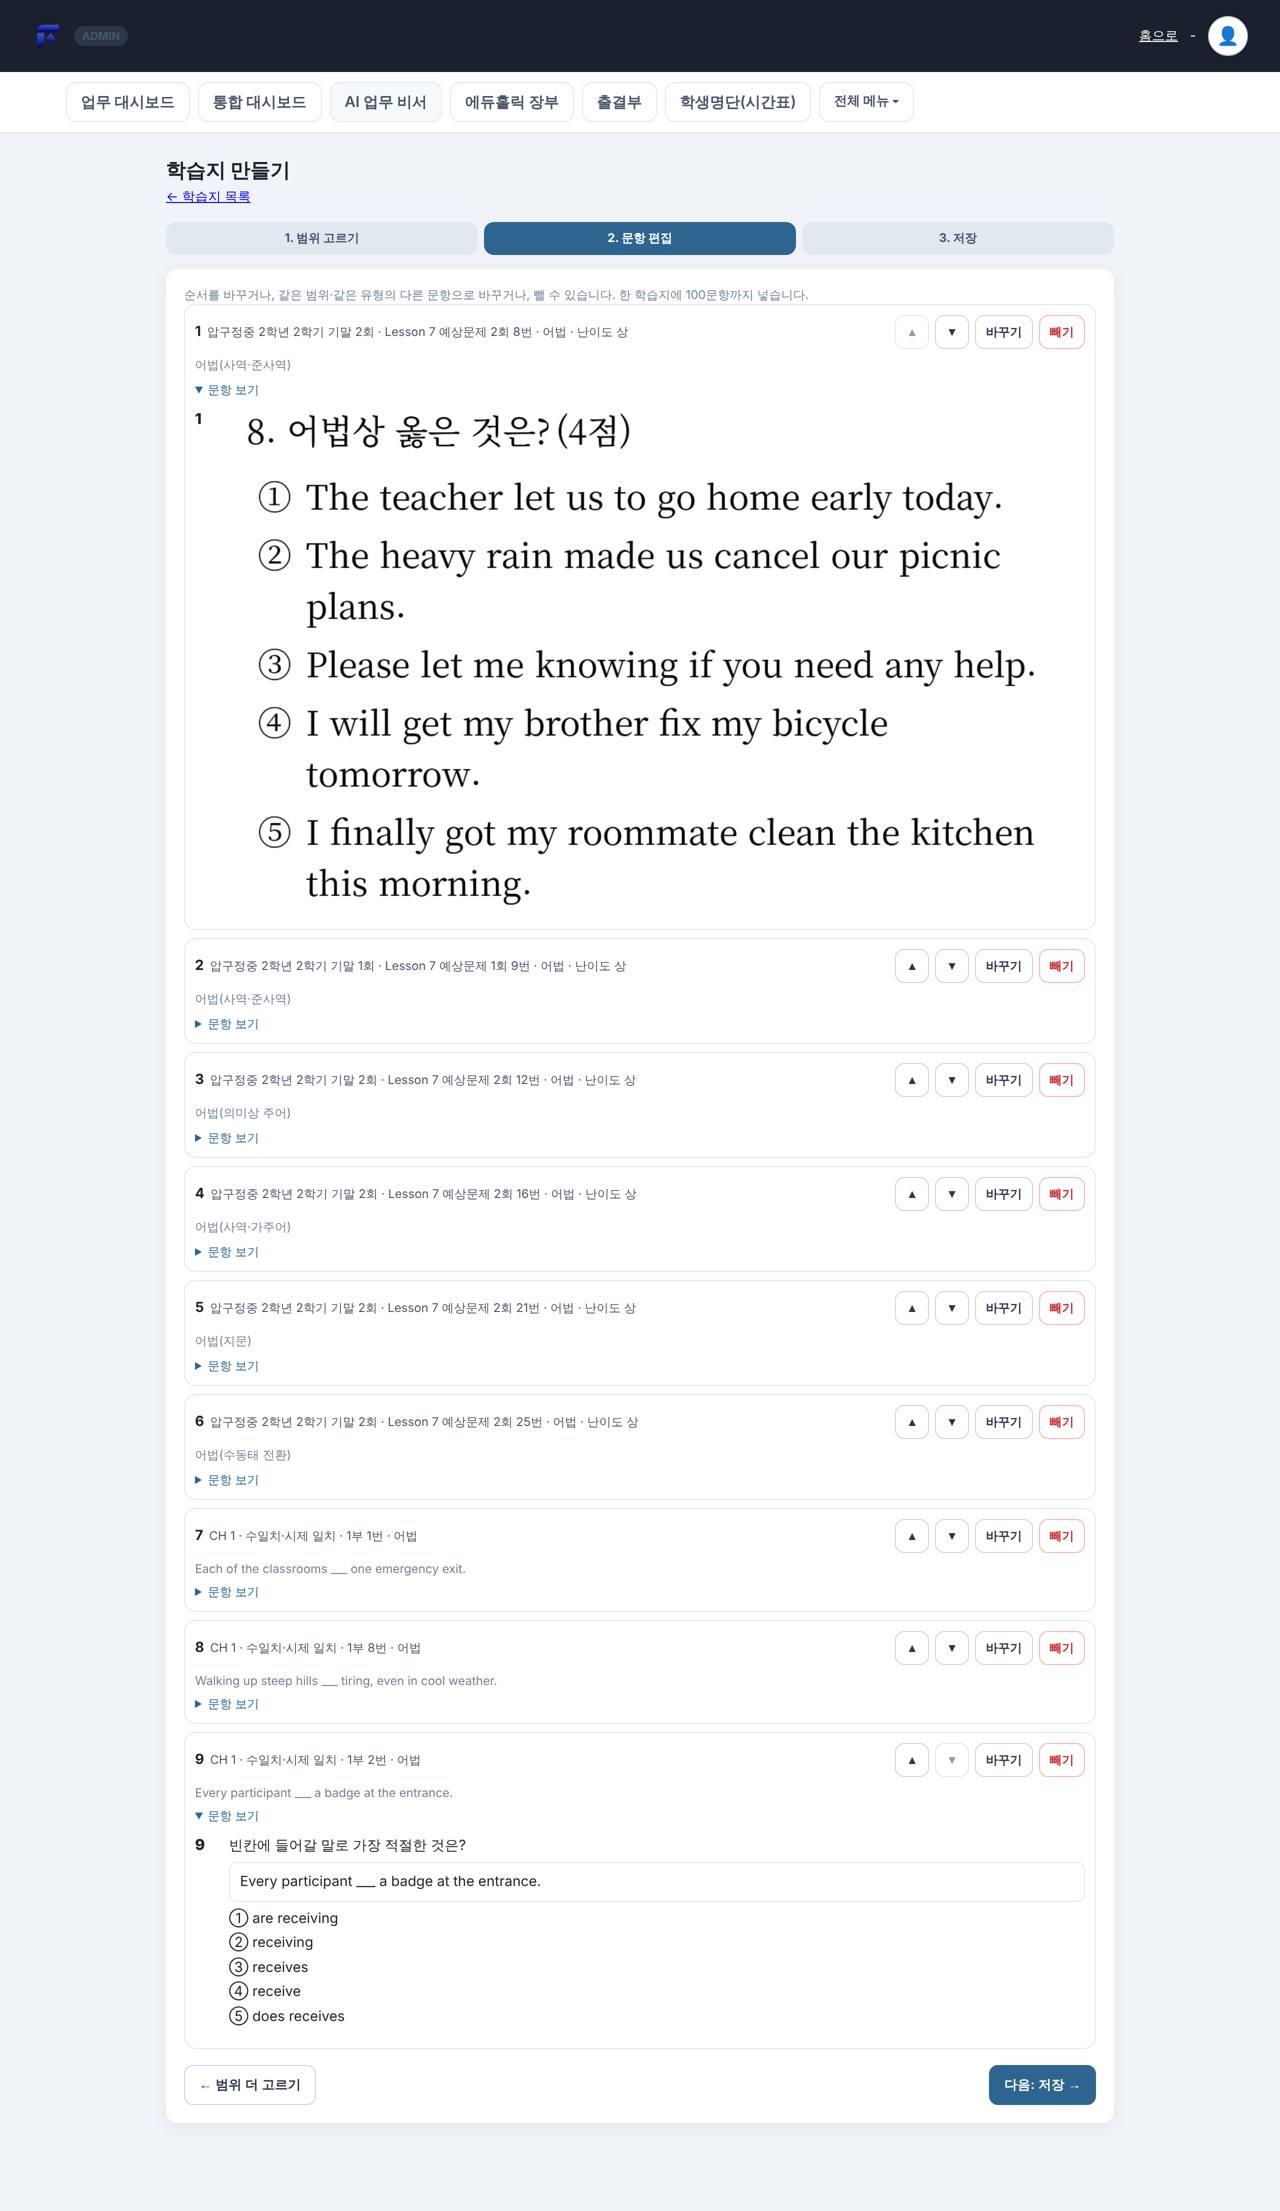 ADMIN
홈으로 -
업무 대시보드 통합 대시보드 AI 업무 비서 에듀홀릭 장부 출결부 학생명단(시간표) 전체 메뉴 ▾
학습지 만들기
← 학습지 목록
1. 범위 고르기 2. 문항 편집 3. 저장
순서를 바꾸거나, 같은 범위·같은 유형의 다른 문항으로 바꾸거나, 뺄 수 있습니다. 한 학습지에 100문항까지 넣습니다.
1 압구정중 2학년 2학기 기말 2회 · Lesson 7 예상문제 2회 8번 · 어법 · 난이도 상 ▲ ▼ 바꾸기 빼기
어법(사역·준사역)
▼ 문항 보기
1 8. 어법상 옳은 것은? (4점)
① The teacher let us to go home early today.
② The heavy rain made us cancel our picnic
plans.
③ Please let me knowing if you need any help.
④ I will get my brother fix my bicycle
tomorrow.
⑤ I finally got my roommate clean the kitchen
this morning.
2 압구정중 2학년 2학기 기말 1회 · Lesson 7 예상문제 1회 9번 · 어법 · 난이도 상 ▲ ▼ 바꾸기 빼기
어법(사역·준사역)
▶ 문항 보기
3 압구정중 2학년 2학기 기말 2회 · Lesson 7 예상문제 2회 12번 · 어법 · 난이도 상 ▲ ▼ 바꾸기 빼기
어법(의미상 주어)
▶ 문항 보기
4 압구정중 2학년 2학기 기말 2회 · Lesson 7 예상문제 2회 16번 · 어법 · 난이도 상 ▲ ▼ 바꾸기 빼기
어법(사역·가주어)
▶ 문항 보기
5 압구정중 2학년 2학기 기말 2회 · Lesson 7 예상문제 2회 21번 · 어법 · 난이도 상 ▲ ▼ 바꾸기 빼기
어법(지문)
▶ 문항 보기
6 압구정중 2학년 2학기 기말 2회 · Lesson 7 예상문제 2회 25번 · 어법 · 난이도 상 ▲ ▼ 바꾸기 빼기
어법(수동태 전환)
▶ 문항 보기
7 CH 1 · 수일치·시제 일치 · 1부 1번 · 어법 ▲ ▼ 바꾸기 빼기
Each of the classrooms ___ one emergency exit.
▶ 문항 보기
8 CH 1 · 수일치·시제 일치 · 1부 8번 · 어법 ▲ ▼ 바꾸기 빼기
Walking up steep hills ___ tiring, even in cool weather.
▶ 문항 보기
9 CH 1 · 수일치·시제 일치 · 1부 2번 · 어법 ▲ ▼ 바꾸기 빼기
Every participant ___ a badge at the entrance.
▼ 문항 보기
9 빈칸에 들어갈 말로 가장 적절한 것은?
Every participant ___ a badge at the entrance.
① are receiving
② receiving
③ receives
④ receive
⑤ does receives
← 범위 더 고르기 다음: 저장 →